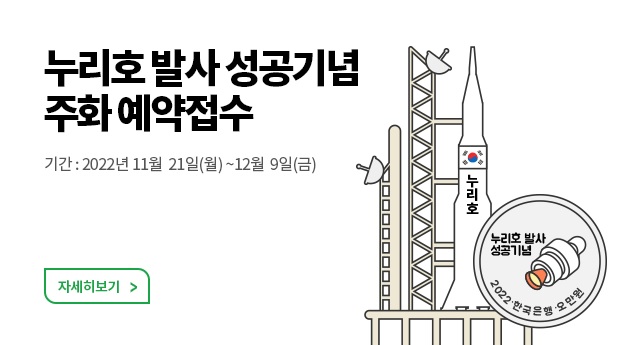 누리호 발사 성공기념
주화 예약접수
기간 : 2022년 11월 21일(월) ~12월 9일(금)
자세히보기 >
누리호
누리호 발사
성공기념
2022·한국은행·오만원